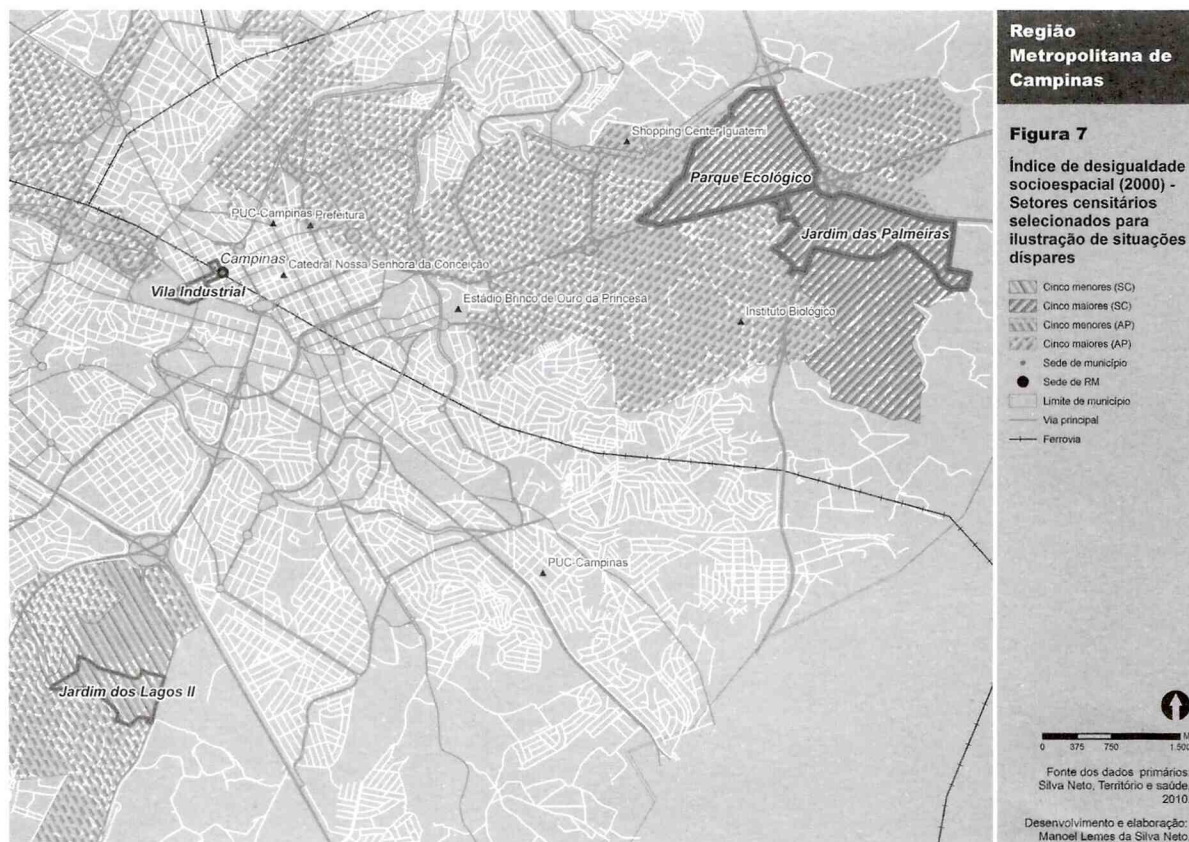 Shopping Center Iguatemi
Parque Ecológico
PUC-Campinas
Prefeitura
Jardim das Palmeiras
Campinas
Catedral Nossa Senhora da Conceição
Vila Industrial
Estádio Brinco de Ouro da Princesa
Instituto Biológico
PUC-Campinas
Jardim dos Lagos II
Região
Metropolitana de
Campinas
Figura 7
Índice de desigualdade
socioespacial (2000) -
Setores censitários
selecionados para
ilustração de situações
díspares
Cinco menores (SC)
Cinco maiores (SC)
Cinco menores (AP)
Cinco maiores (AP)
Sede de município
Sede de RM
Limite de município
Via principal
Ferrovia
M
0 375 750 1.500
Fonte dos dados primários:
Silva Neto, Território e saúde,
2010.
Desenvolvimento e elaboração:
Manoel Lemes da Silva Neto.